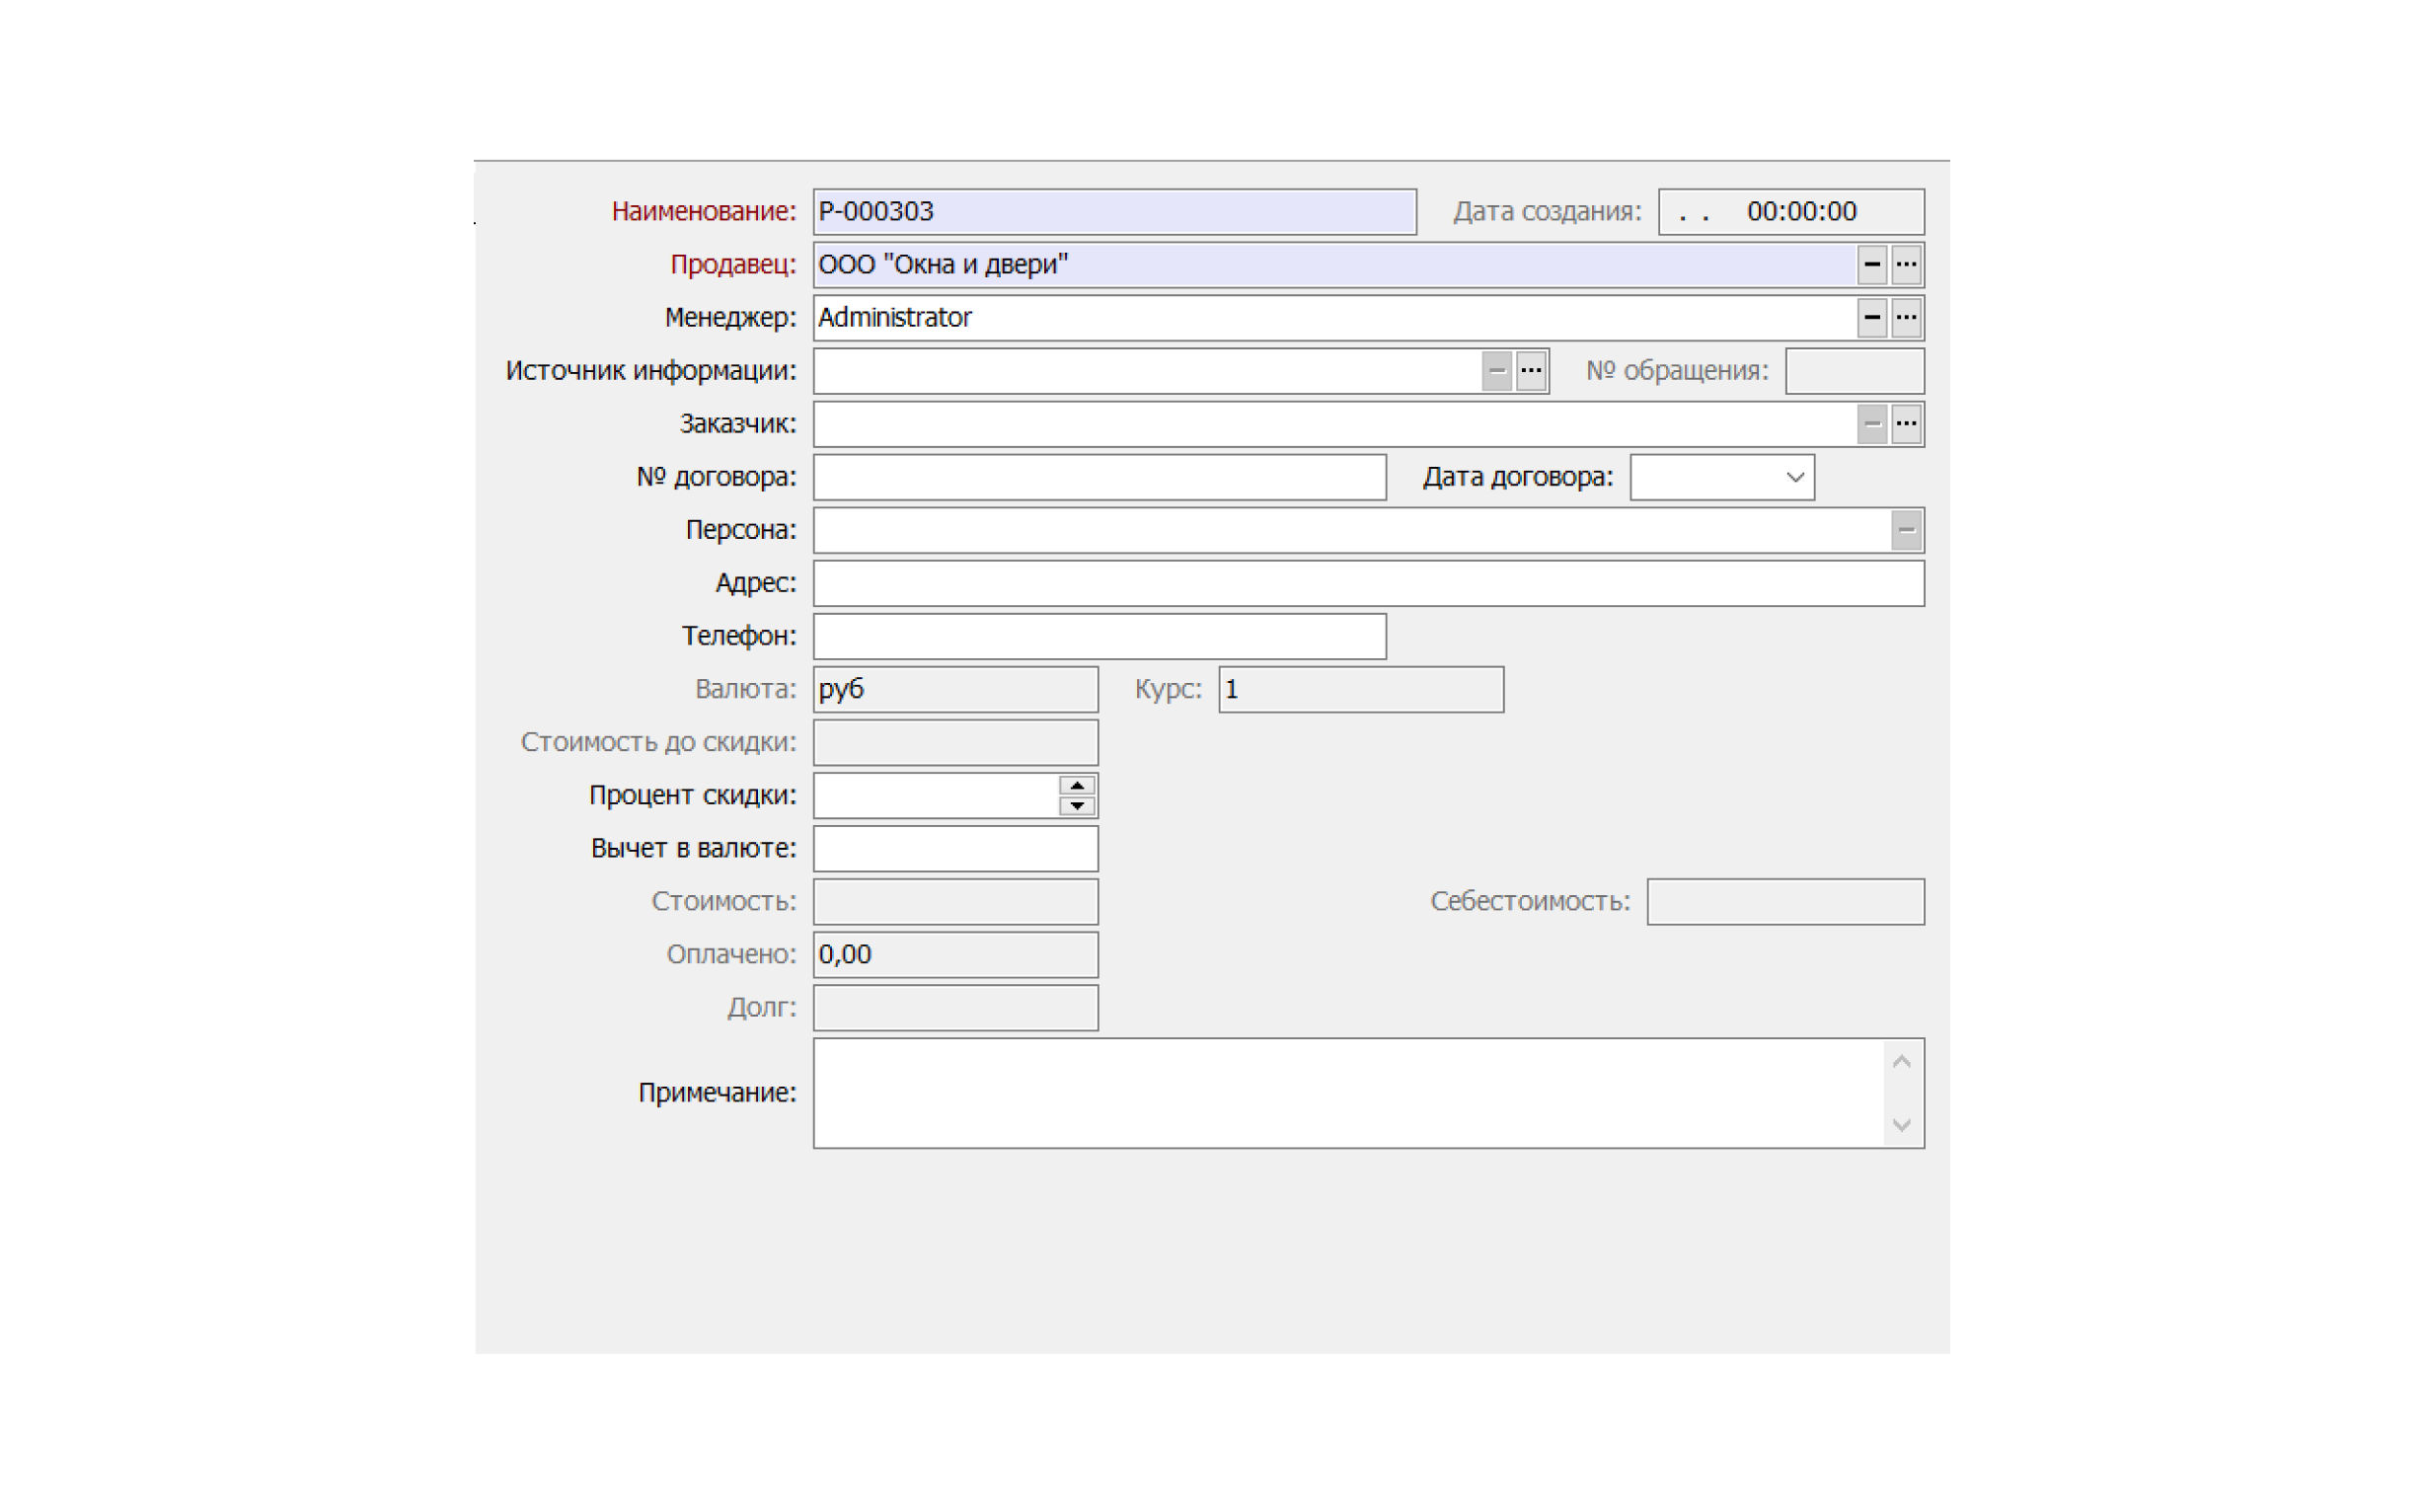 Наименование: Р-000303 Дата создания: . . 00:00:00
Продавец: ООО "Окна и двери"
Менеджер: Administrator
Источник информации: № обращения:
Заказчик:
№ договора: Дата договора:
Персона:
Адрес:
Телефон:
Валюта: руб Курс: 1
Стоимость до скидки:
Процент скидки:
Вычет в валюте:
Стоимость: Себестоимость:
Оплачено: 0,00
Долг:
Примечание: